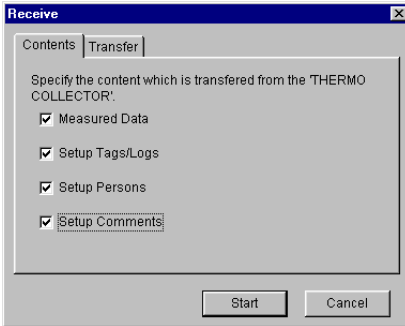 Receive
Contents Transfer
Specify the content which is transfered from the 'THERMO
COLLECTOR'.
Measured Data
Setup Tags/Logs
Setup Persons
Setup Comments
Start Cancel